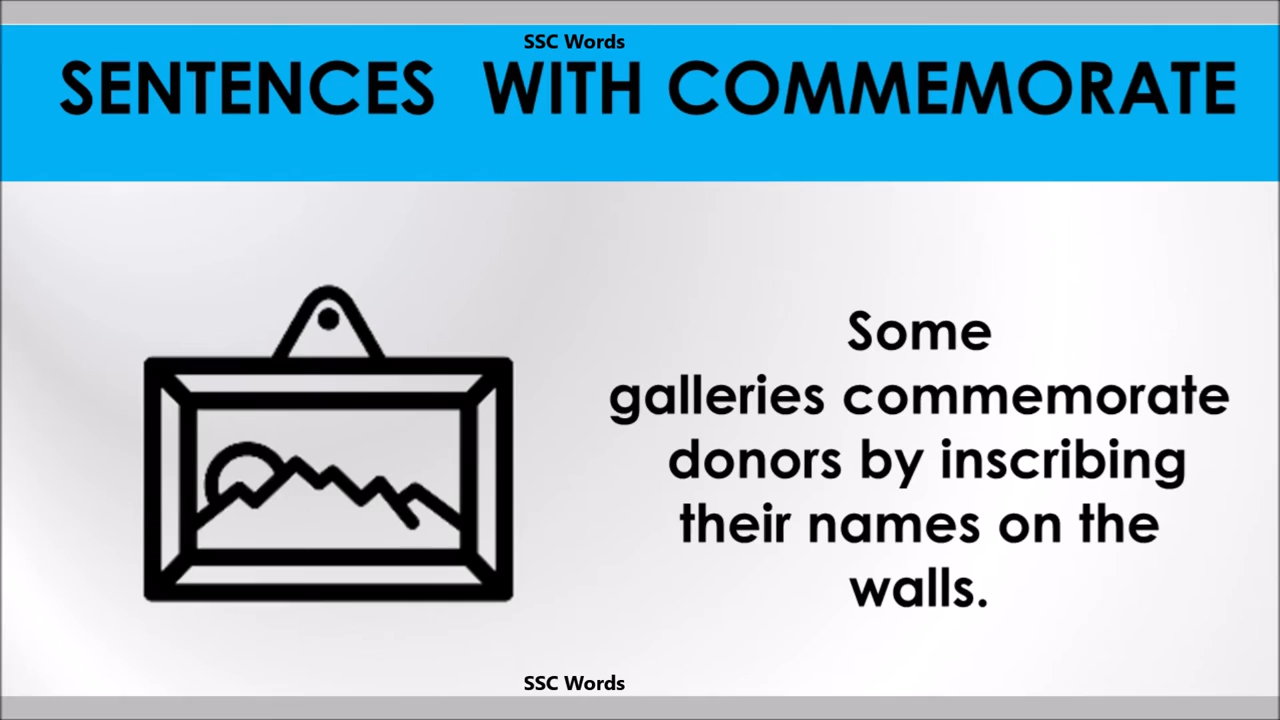 SSC Words
SENTENCES WITH COMMEMORATE
Some
galleries commemorate
donors by inscribing
their names on the
walls.
SSC Words